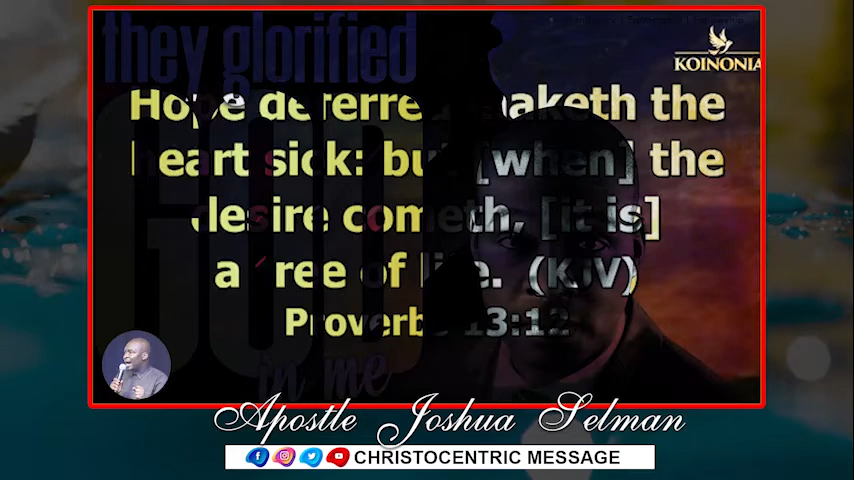 they glorified
KOINONIA
Hope deferred maketh the
heart sick: but [when] the
desire cometh, [it is]
a tree of life. (KJV)
Proverbs 13:12
GOD
in me
Apostle Joshua Selman
CHRISTOCENTRIC MESSAGE